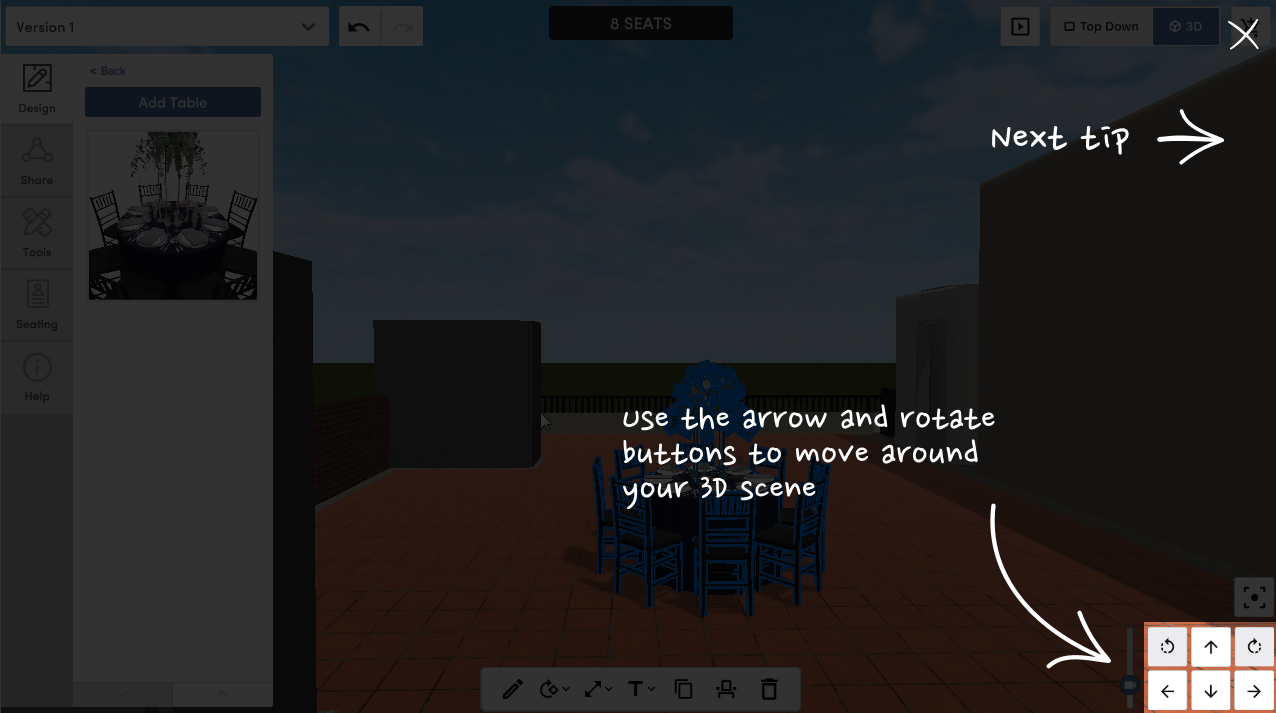 Version 1
8 SEATS
Top Down
3D
Design
< Back
Add Table
Next tip
Share
Tools
Seating
Help
Use the arrow and rotate
buttons to move around
your 3D scene
T